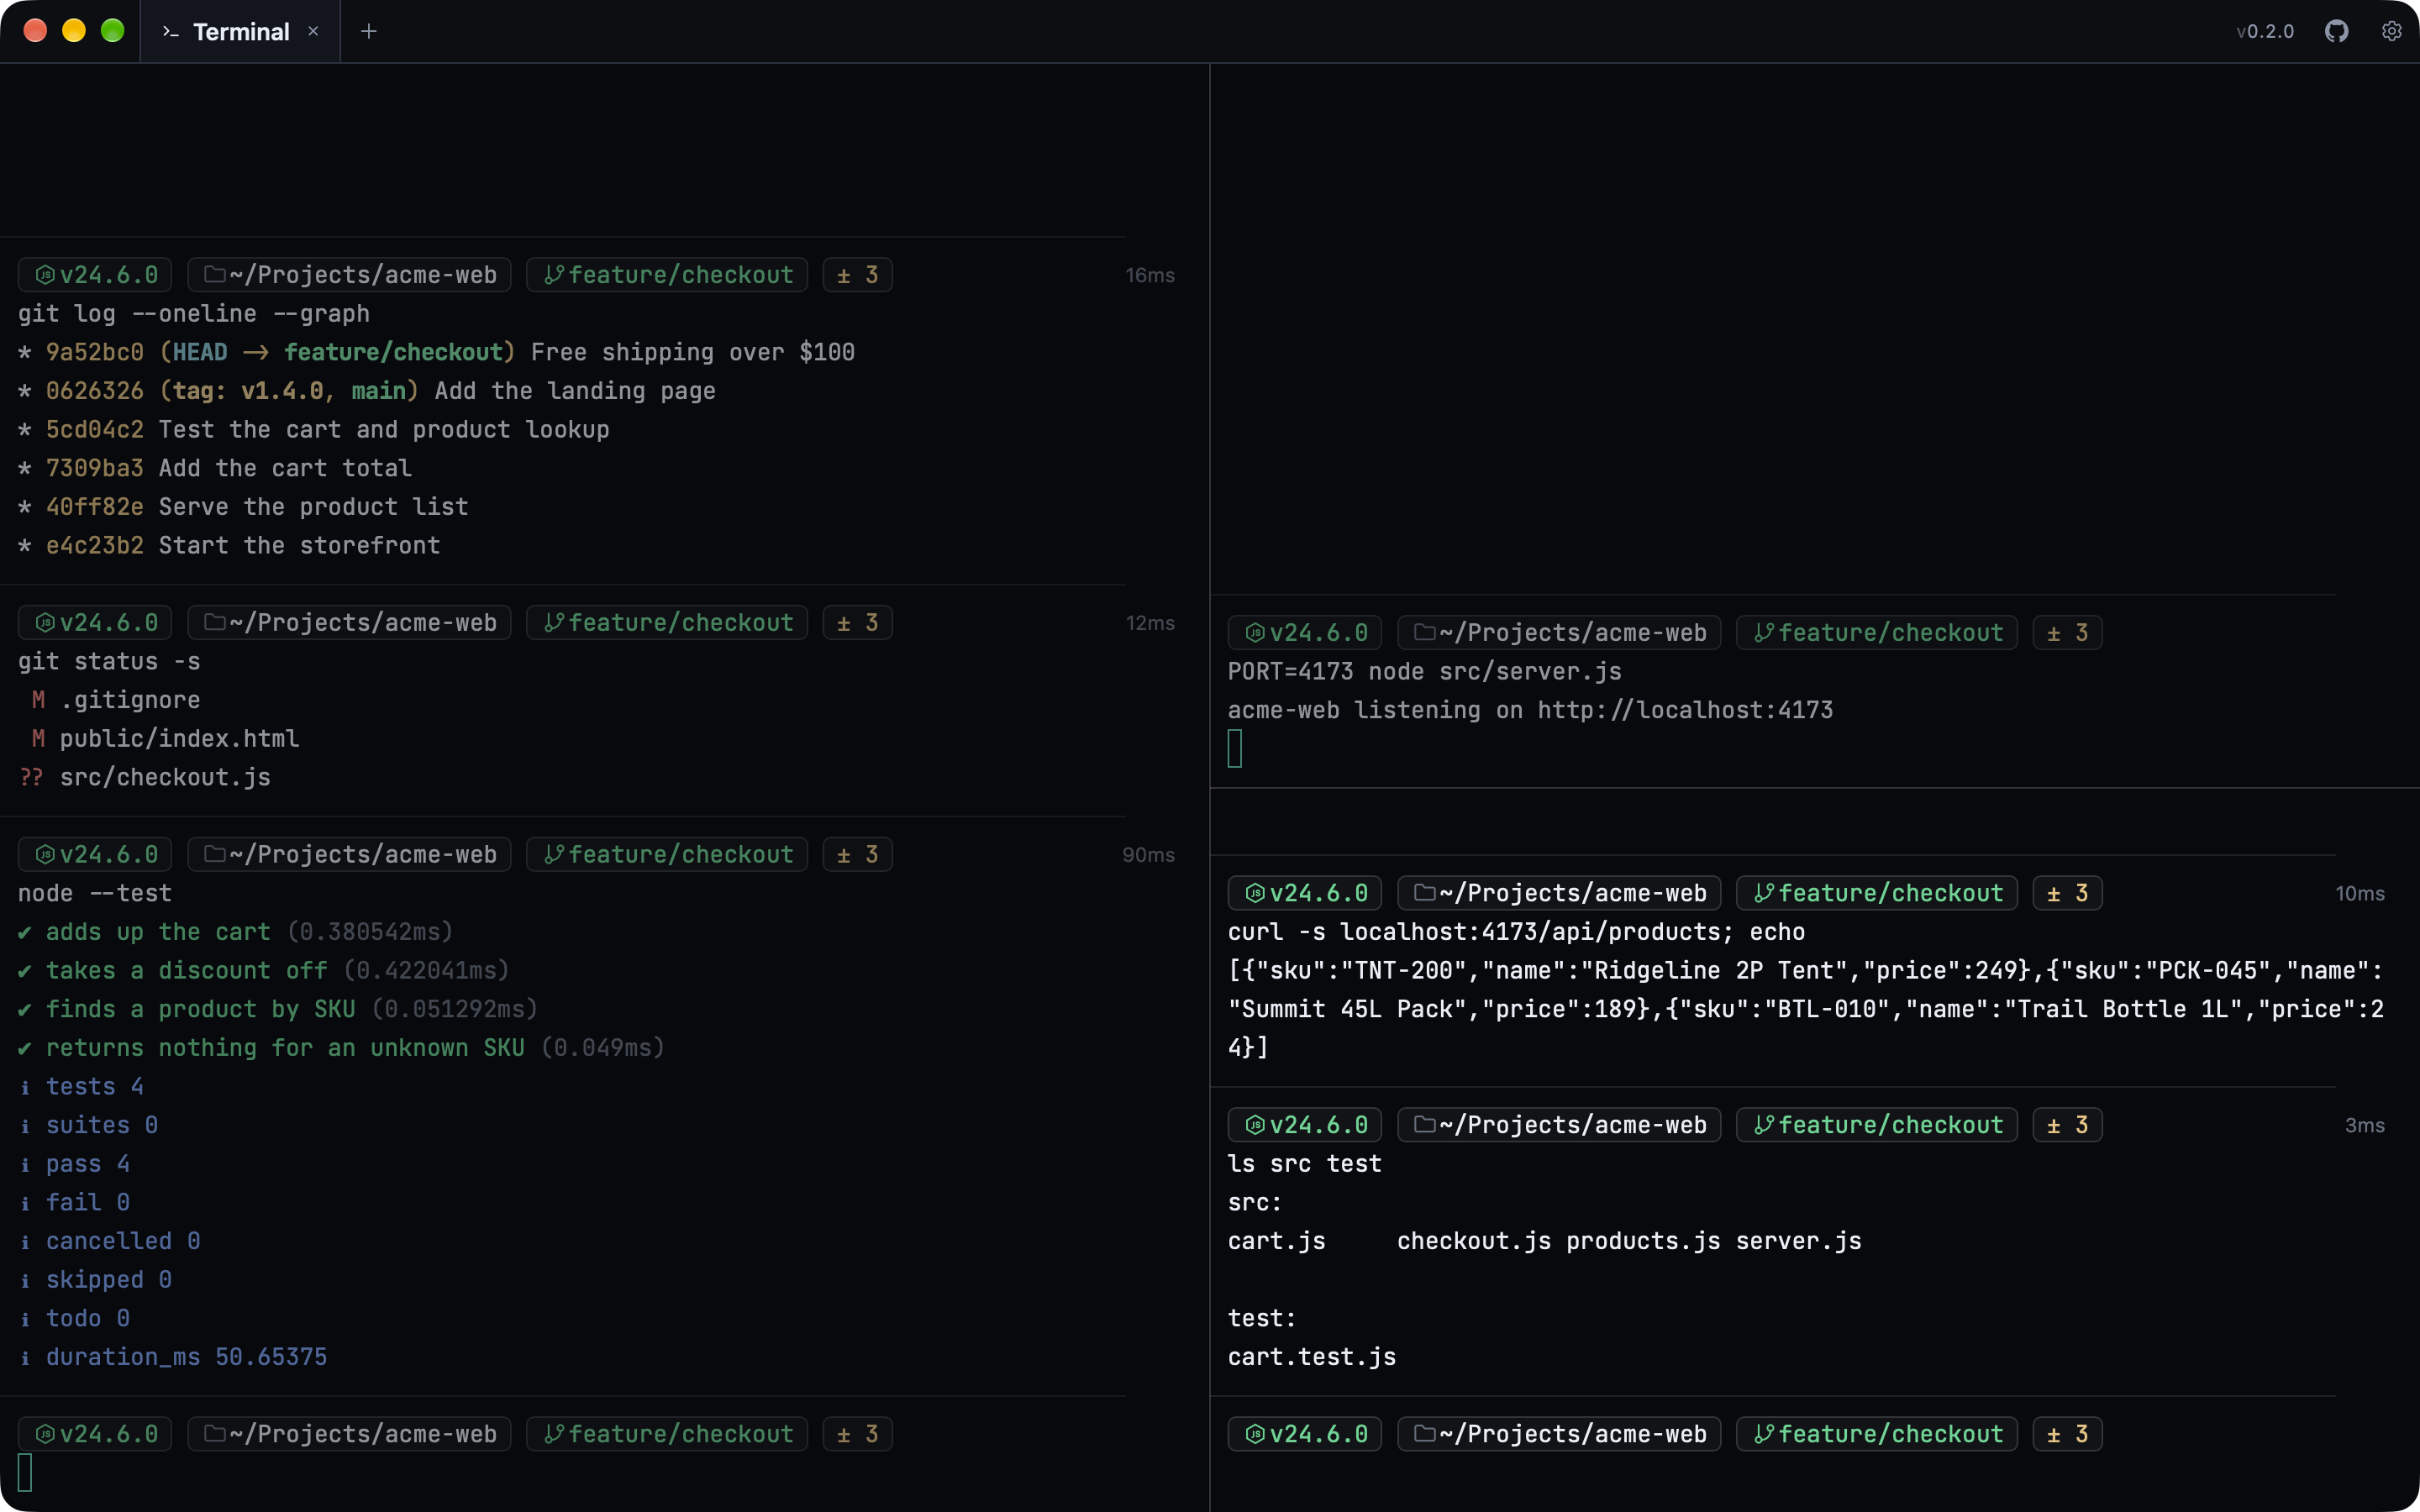 Terminal
v0.2.0
v24.6.0 ~/Projects/acme-web feature/checkout ± 3 16ms
git log --oneline --graph
* 9a52bc0 (HEAD -> feature/checkout) Free shipping over $100
* 0626326 (tag: v1.4.0, main) Add the landing page
* 5cd04c2 Test the cart and product lookup
* 7309ba3 Add the cart total
* 40ff82e Serve the product list
* e4c23b2 Start the storefront
v24.6.0 ~/Projects/acme-web feature/checkout ± 3 12ms
git status -s
M .gitignore
M public/index.html
?? src/checkout.js
v24.6.0 ~/Projects/acme-web feature/checkout ± 3 90ms
node --test
✔ adds up the cart (0.380542ms)
✔ takes a discount off (0.422041ms)
✔ finds a product by SKU (0.051292ms)
✔ returns nothing for an unknown SKU (0.049ms)
ℹ tests 4
ℹ suites 0
ℹ pass 4
ℹ fail 0
ℹ cancelled 0
ℹ skipped 0
ℹ todo 0
ℹ duration_ms 50.65375
v24.6.0 ~/Projects/acme-web feature/checkout ± 3
v24.6.0 ~/Projects/acme-web feature/checkout ± 3
PORT=4173 node src/server.js
acme-web listening on http://localhost:4173
v24.6.0 ~/Projects/acme-web feature/checkout ± 3 10ms
curl -s localhost:4173/api/products; echo
[{"sku":"TNT-200","name":"Ridgeline 2P Tent","price":249},{"sku":"PCK-045","name":
"Summit 45L Pack","price":189},{"sku":"BTL-010","name":"Trail Bottle 1L","price":2
4}]
v24.6.0 ~/Projects/acme-web feature/checkout ± 3 3ms
ls src test
src:
cart.js checkout.js products.js server.js
test:
cart.test.js
v24.6.0 ~/Projects/acme-web feature/checkout ± 3